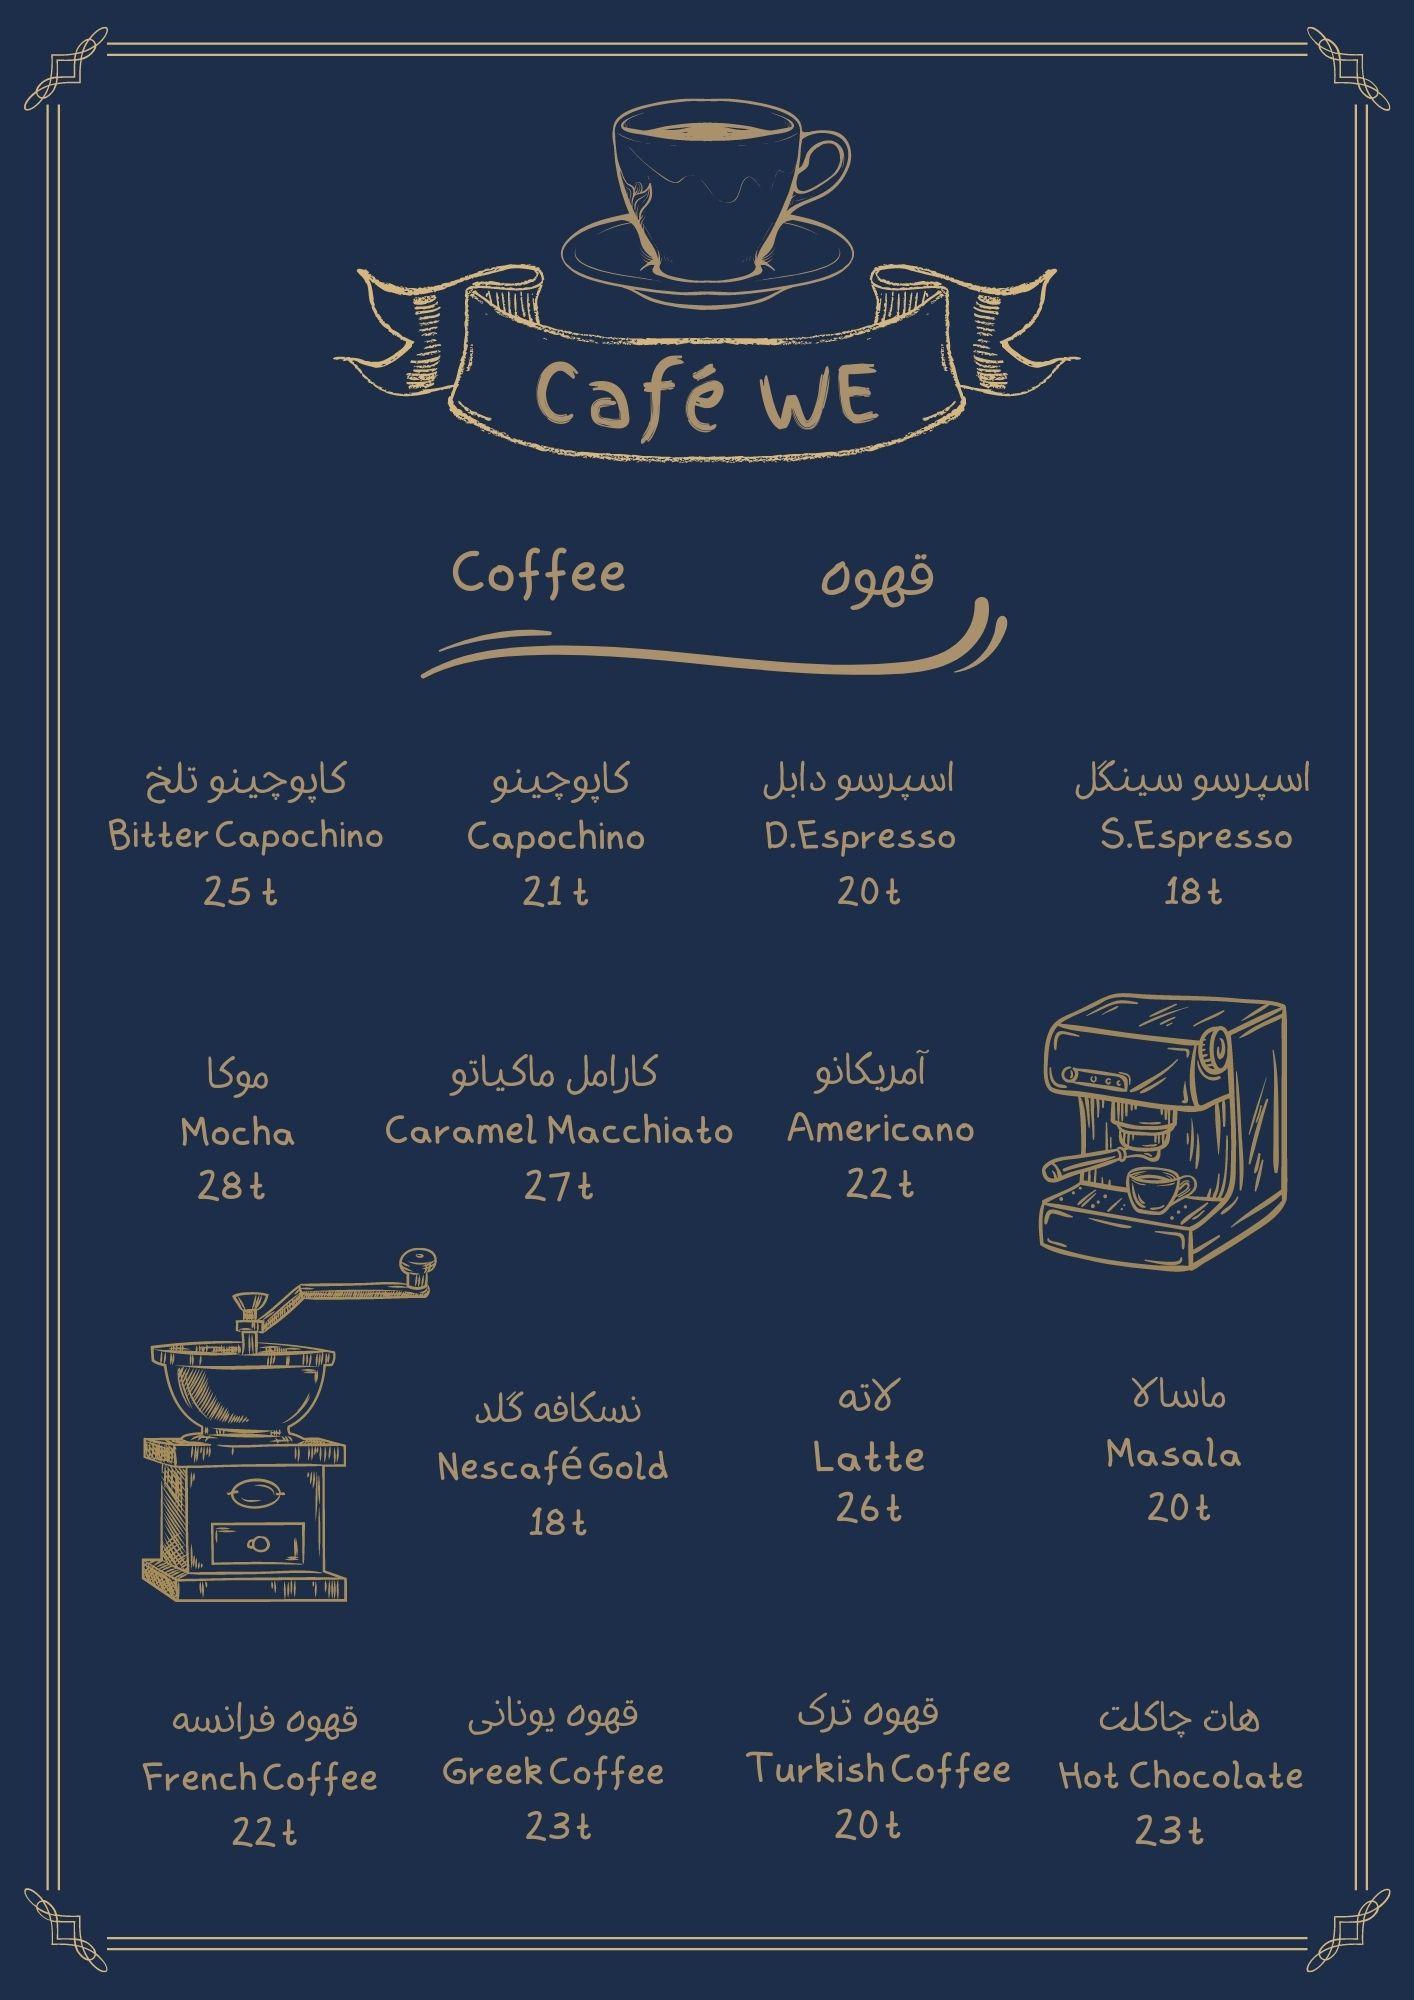 Café WE
Coffee
قهوه
کاپوچینو تلخ
Bitter Capochino
25 t
کاپوچینو
Capochino
21 t
اسپرسو دابل
D.Espresso
20 t
اسپرسو سینگل
S.Espresso
18 t
موکا
Mocha
28 t
کارامل ماکیاتو
Caramel Macchiato
27 t
آمریکانو
Americano
22 t
نسکافه گلد
Nescafé Gold
18 t
لاته
Latte
26 t
ماسالا
Masala
20 t
قهوه فرانسه
French Coffee
22 t
قهوه یونانی
Greek Coffee
23 t
قهوه ترک
Turkish Coffee
20 t
هات چاکلت
Hot Chocolate
23 t